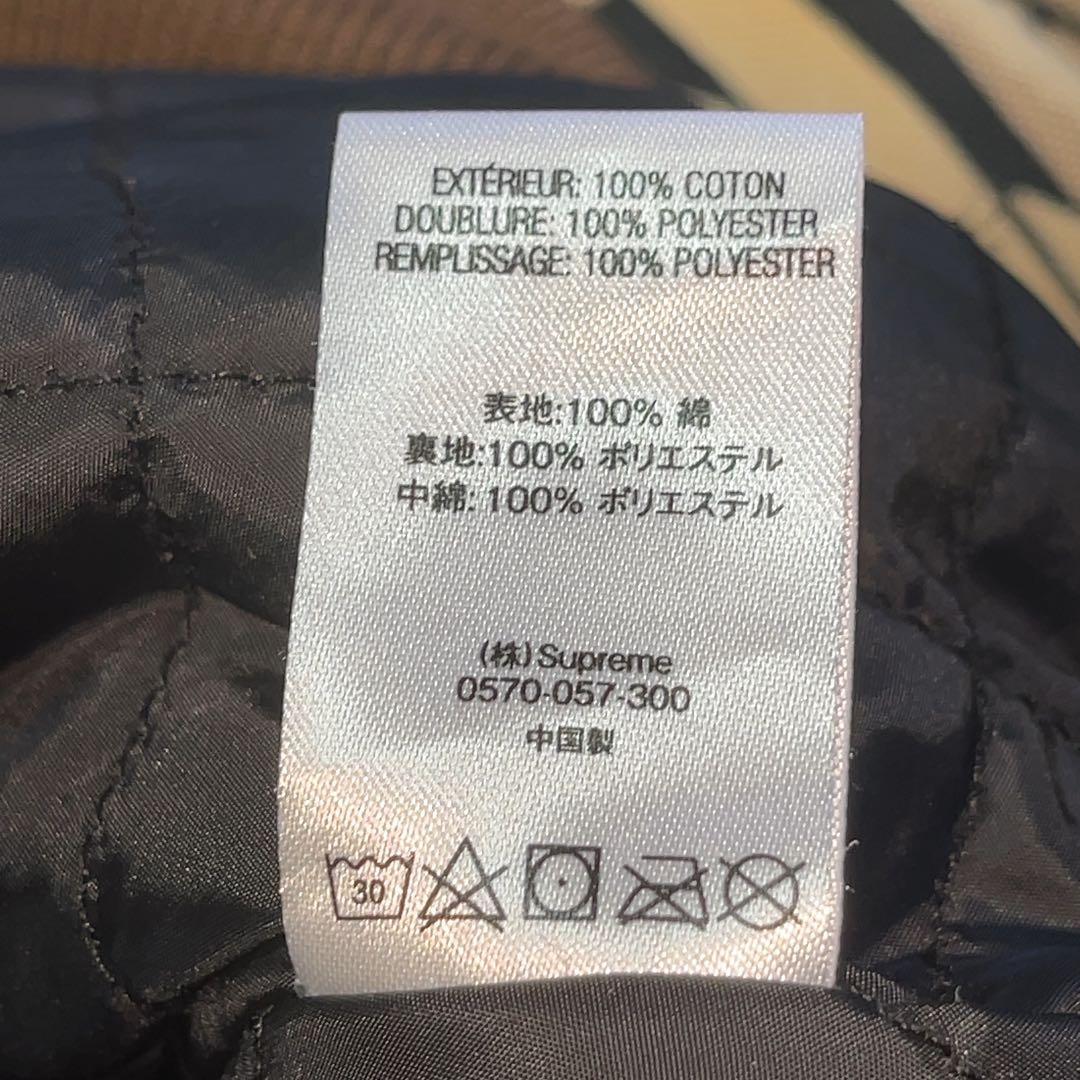 EXTÉRIEUR: 100% COTON
DOUBLURE: 100% POLYESTER
REMPLISSAGE: 100% POLYESTER
表地:100% 綿
裏地:100% ポリエステル
中綿:100% ポリエステル
(株)Supreme
0570-057-300
中国製
30